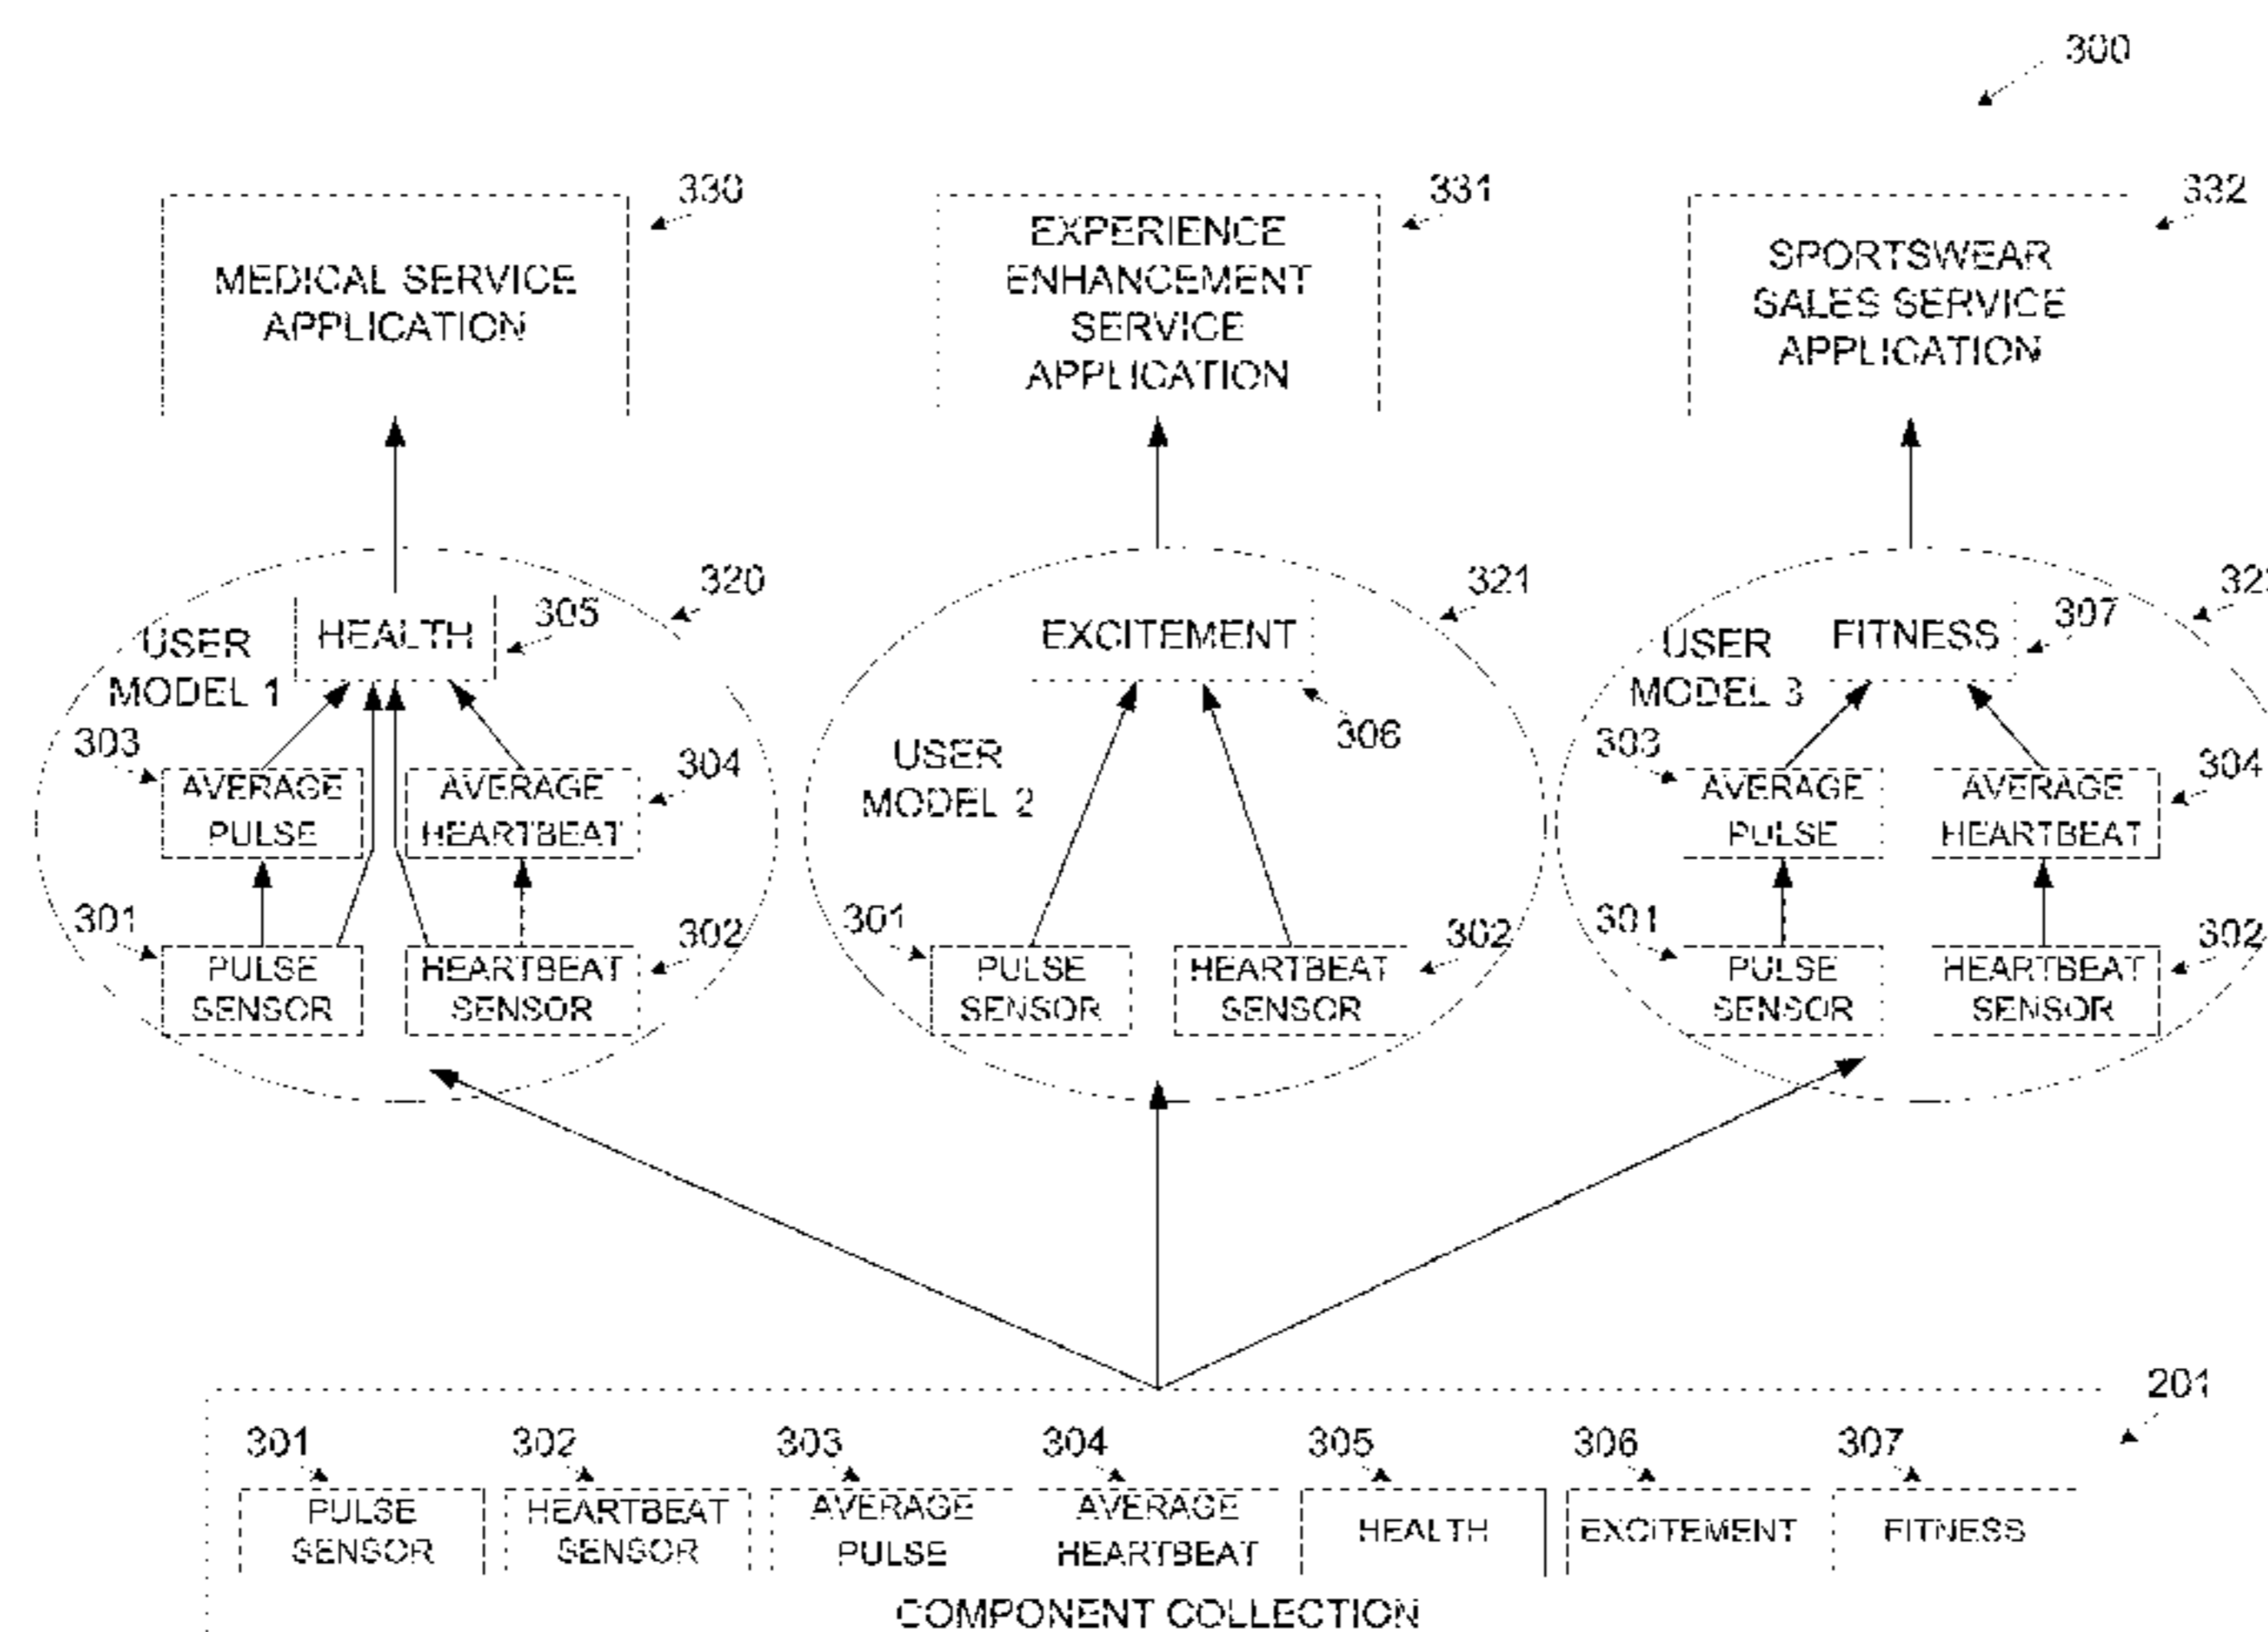 300
330
331
332
MEDICAL SERVICE
APPLICATION
EXPERIENCE
ENHANCEMENT
SERVICE
APPLICATION
SPORTSWEAR
SALES SERVICE
APPLICATION
320
305
HEALTH
USER
MODEL 1
303
AVERAGE
PULSE
304
AVERAGE
HEARTBEAT
301
PULSE
SENSOR
302
HEARTBEAT
SENSOR
321
EXCITEMENT
306
USER
MODEL 2
301
PULSE
SENSOR
302
HEARTBEAT
SENSOR
307
FITNESS
USER
MODEL 3
303
AVERAGE
PULSE
304
AVERAGE
HEARTBEAT
301
PULSE
SENSOR
302
HEARTBEAT
SENSOR
201
301
302
303
304
305
306
307
PULSE
SENSOR
HEARTBEAT
SENSOR
AVERAGE
PULSE
AVERAGE
HEARTBEAT
HEALTH
EXCITEMENT
FITNESS
COMPONENT COLLECTION